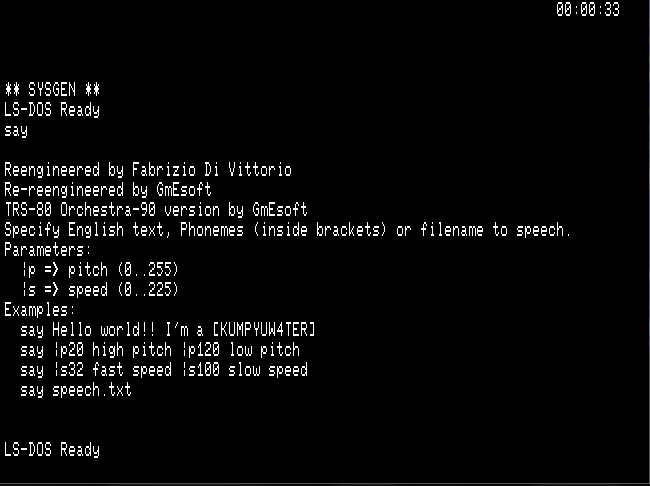 00:00:33
** SYSGEN **
LS-DOS Ready
say
Reengineered by Fabrizio Di Vittorio
Re-reengineered by GmEsoft
TRS-80 Orchestra-90 version by GmEsoft
Specify English text, Phonemes (inside brackets) or filename to speech.
Parameters:
|p => pitch (0..255)
|s => speed (0..225)
Examples:
say Hello world!! I'm a [KUMPYUW4TER]
say |p20 high pitch |p120 low pitch
say |s32 fast speed |s100 slow speed
say speech.txt
LS-DOS Ready